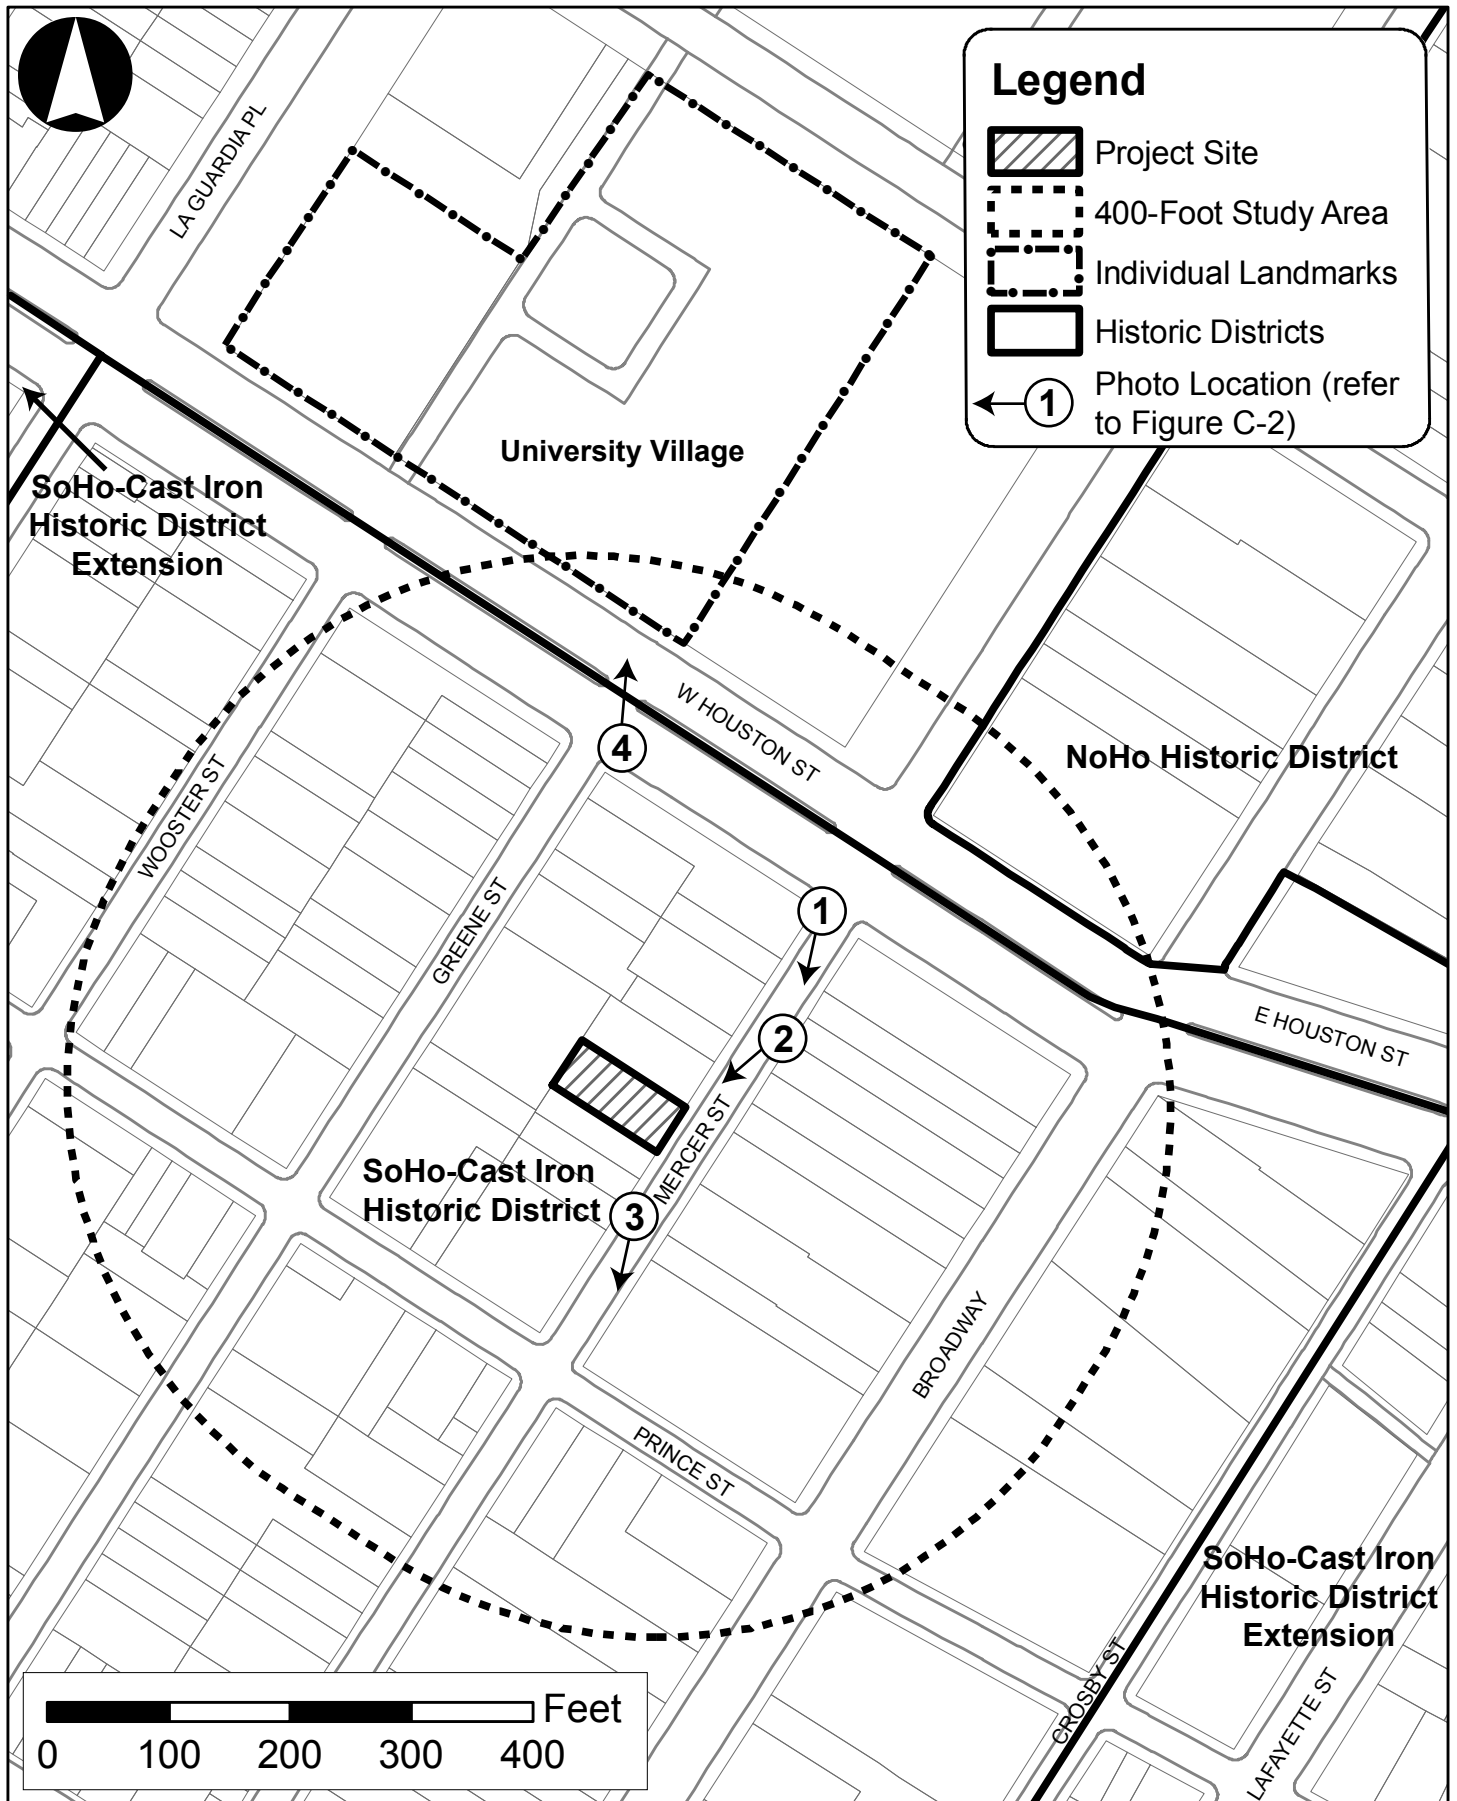 Legend
Project Site
400-Foot Study Area
Individual Landmarks
Historic Districts
1
Photo Location (refer
to Figure C-2)
LA GUARDIA PL
University Village
SoHo-Cast Iron
Historic District
Extension
W HOUSTON ST
4
NoHo Historic District
WOOSTER ST
GREENE ST
1
2
E HOUSTON ST
MERCER ST
SoHo-Cast Iron
Historic District
3
BROADWAY
PRINCE ST
SoHo-Cast Iron
Historic District
Extension
CROSBY ST
LAFAYETTE ST
Feet
0 100 200 300 400